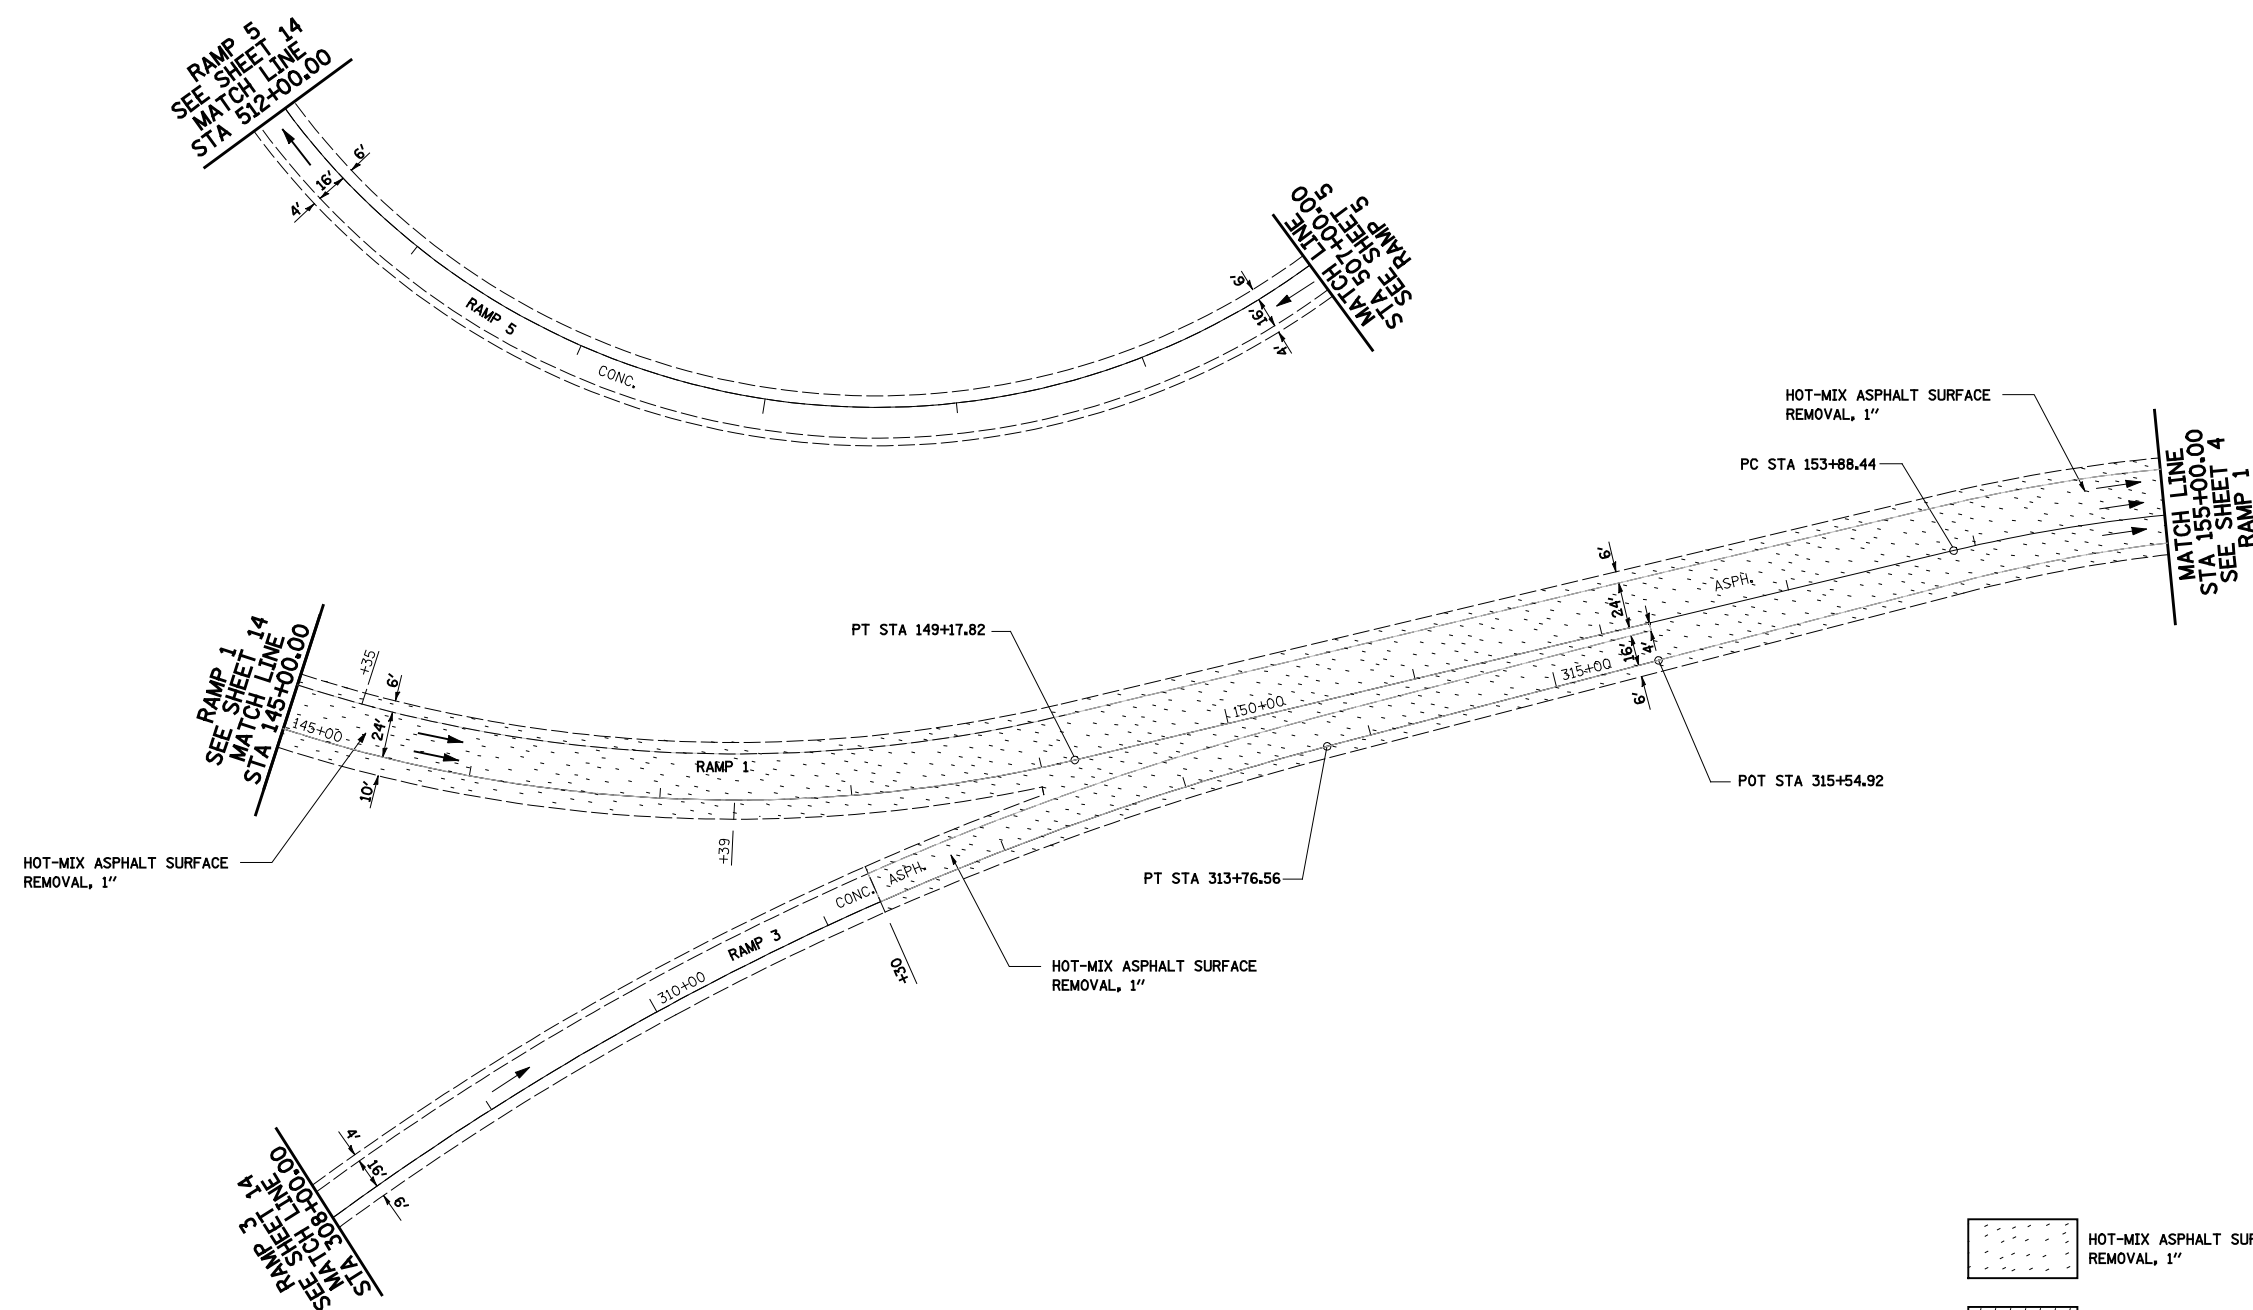 RAMP 5
SEE SHEET 14
MATCH LINE
STA 512+00.00
6'
16'
4'
RAMP 5
CONC.
6'
16'
4'
MATCH LINE
STA 507+00.00
SEE SHEET 5
RAMP 5
HOT-MIX ASPHALT SURFACE
REMOVAL, 1"
PC STA 153+88.44
MATCH LINE
STA 155+00.00
SEE SHEET 4
RAMP 1
6'
24'
ASPH.
16'
4'
315+00
6'
POT STA 315+54.92
PT STA 149+17.82
150+00
RAMP 1
SEE SHEET 14
MATCH LINE
STA 145+00.00
+35
6'
145+00
24'
10'
RAMP 1
+39
HOT-MIX ASPHALT SURFACE
REMOVAL, 1"
PT STA 313+76.56
CONC.
ASPH.
RAMP 3
+30
HOT-MIX ASPHALT SURFACE
REMOVAL, 1"
310+00
4'
16'
6'
RAMP 3
SEE SHEET 14
MATCH LINE
STA 308+00.00
HOT-MIX ASPHALT SUR
REMOVAL, 1"